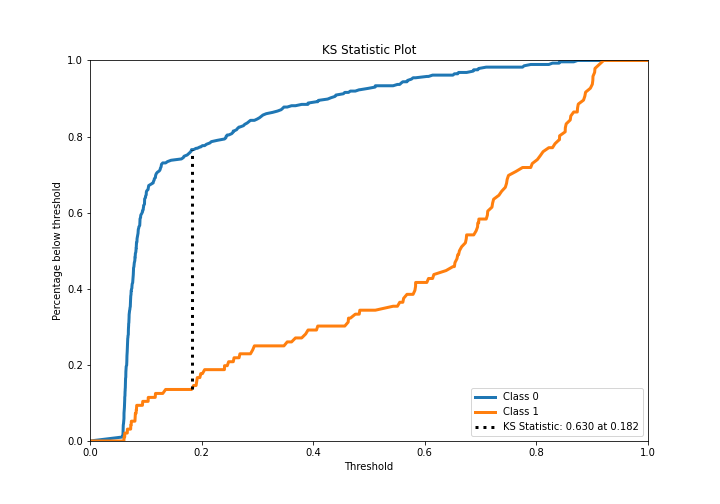 KS Statistic Plot
1.0
0.8
0.6
0.4
0.2
0.0
Percentage below threshold
0.0 0.2 0.4 0.6 0.8 1.0
Threshold
Class 0
Class 1
KS Statistic: 0.630 at 0.182